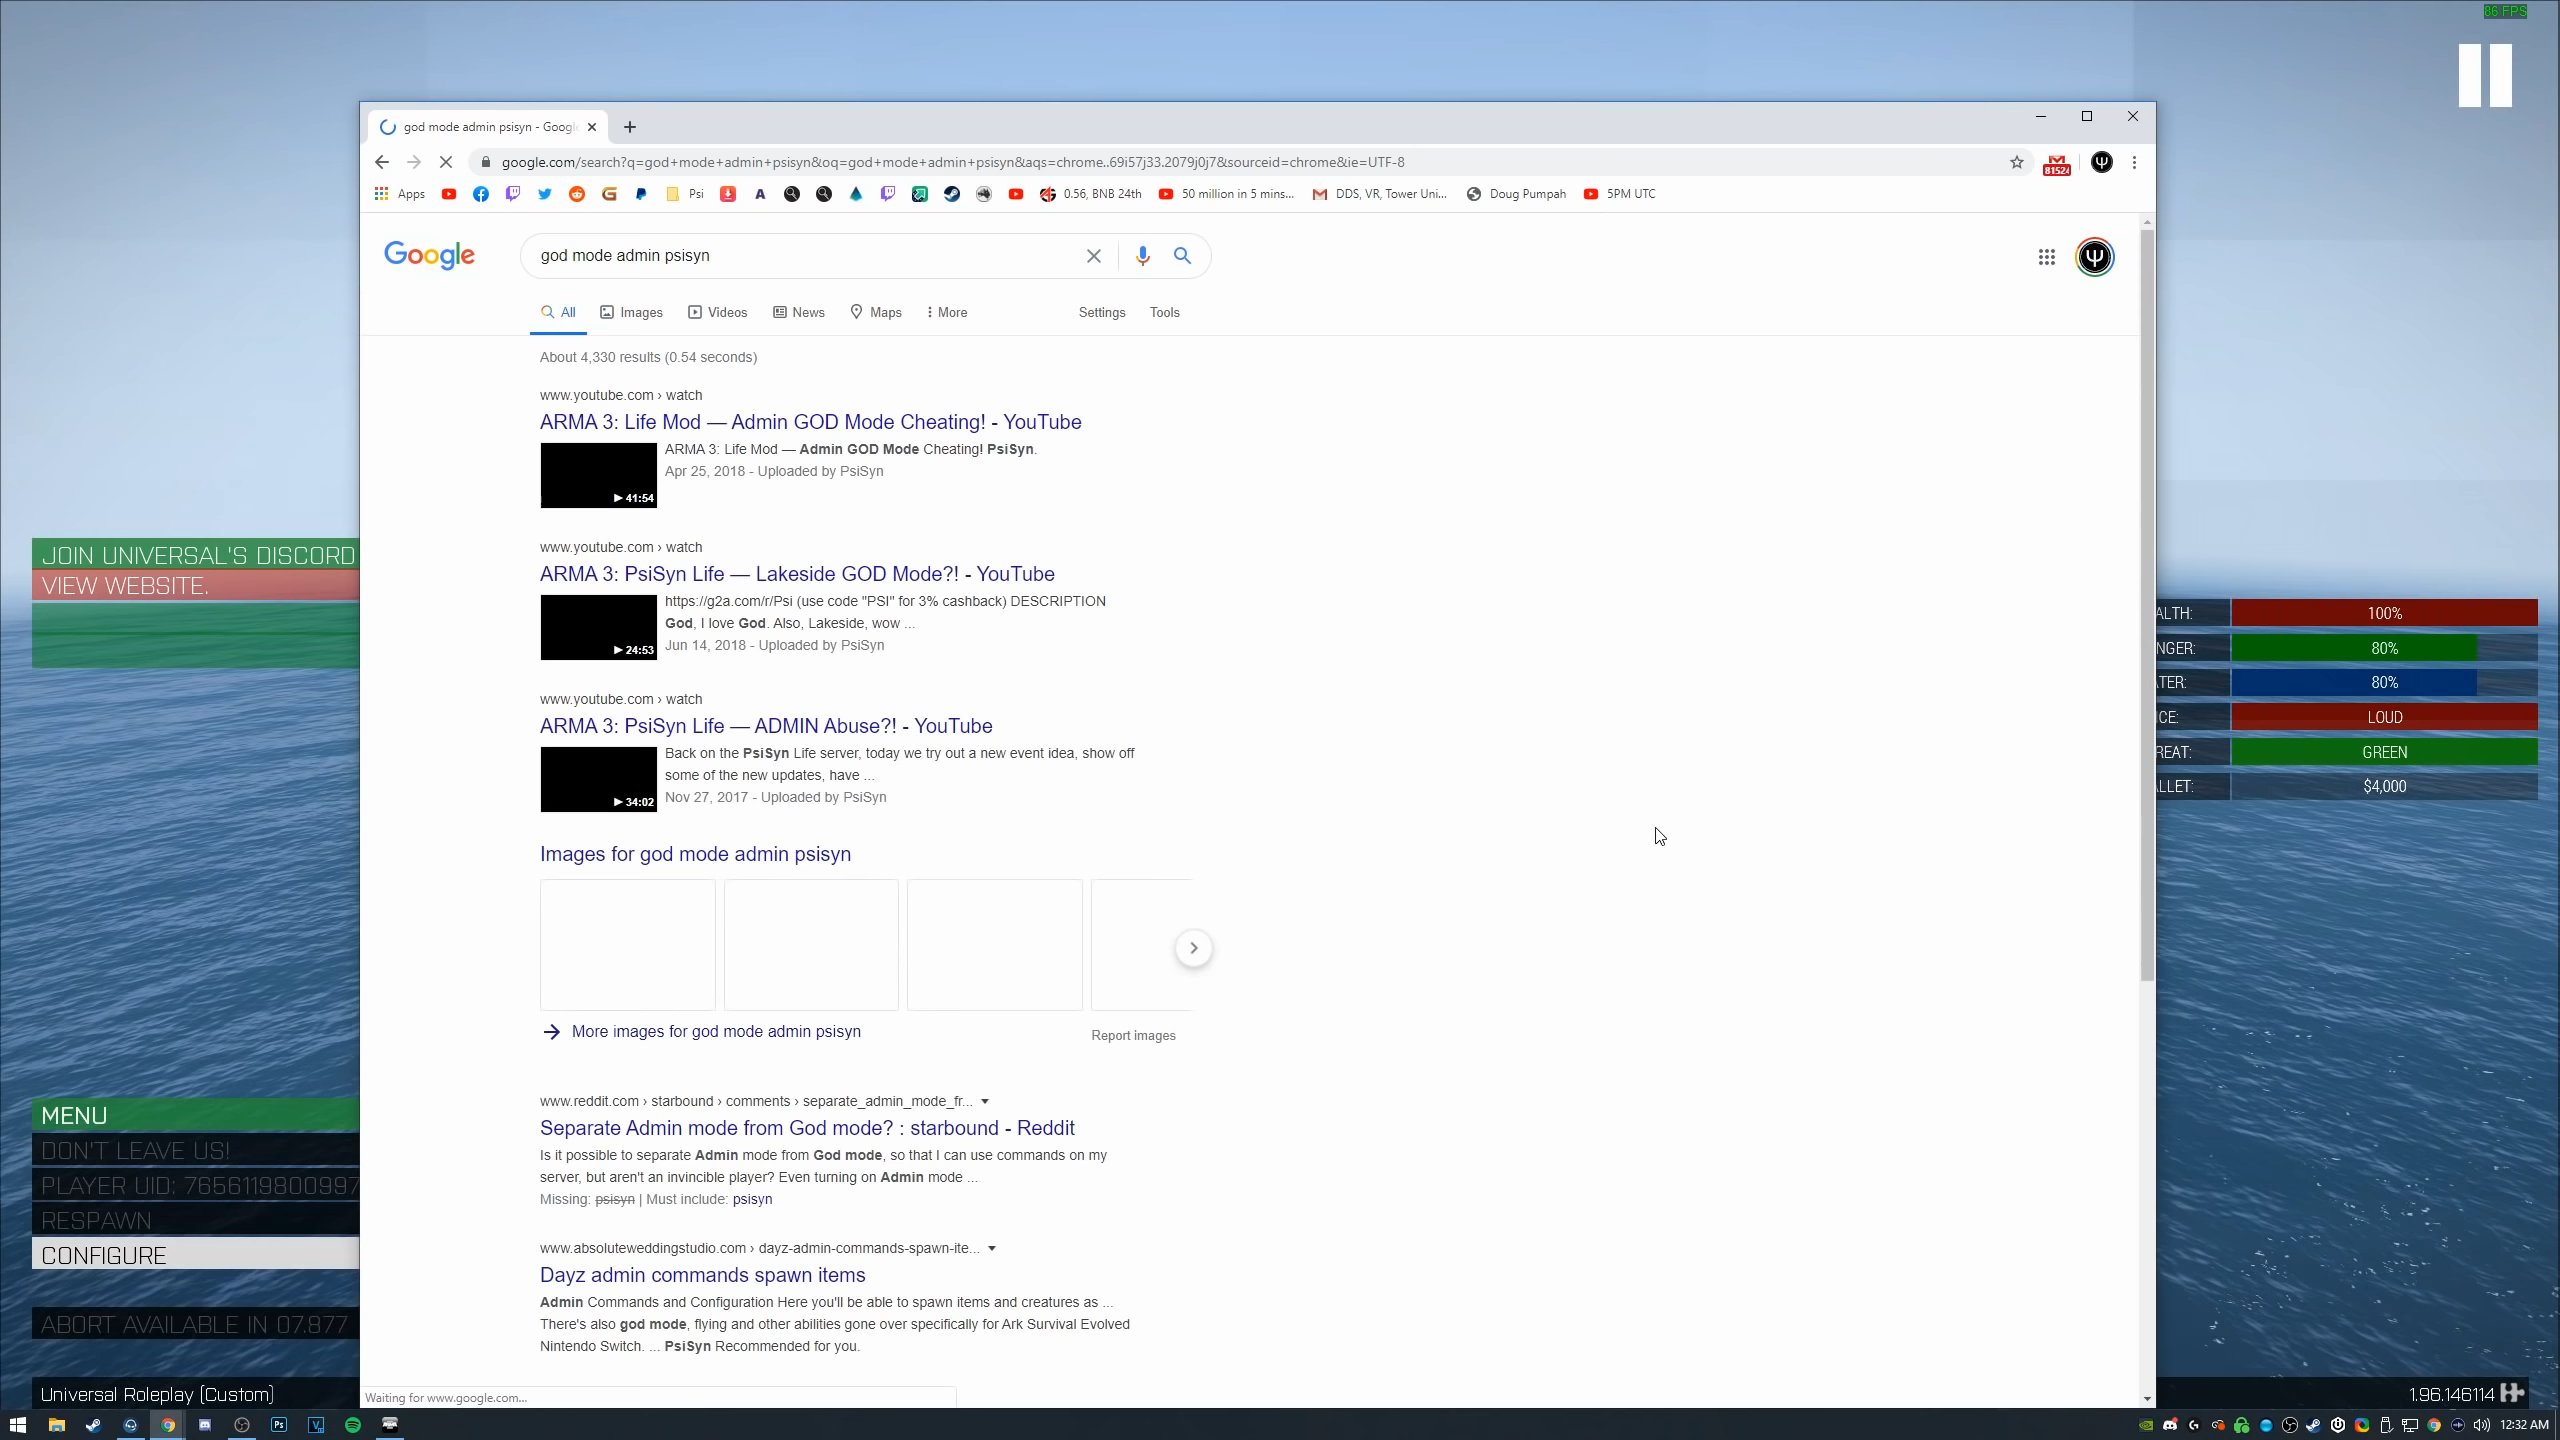 86 FPS
god mode admin psisyn - Googl
google.com/search?q=god+mode+admin+psisyn&oq=god+mode+admin+psisyn&aqs=chrome..69i57j33.2079j0j7&sourceid=chrome&ie=UTF-8
81524
Apps
Psi
0.56, BNB 24th
50 million in 5 mins...
DDS, VR, Tower Uni...
Doug Pumpah
5PM UTC
Google
god mode admin psisyn
All
Images
Videos
News
Maps
More
Settings
Tools
About 4,330 results (0.54 seconds)
www.youtube.com › watch
ARMA 3: Life Mod — Admin GOD Mode Cheating! - YouTube
ARMA 3: Life Mod — Admin GOD Mode Cheating! PsiSyn.
Apr 25, 2018 - Uploaded by PsiSyn
41:54
www.youtube.com › watch
ARMA 3: PsiSyn Life — Lakeside GOD Mode?! - YouTube
https://g2a.com/r/Psi (use code "PSI" for 3% cashback) DESCRIPTION
God, I love God. Also, Lakeside, wow ...
Jun 14, 2018 - Uploaded by PsiSyn
24:53
www.youtube.com › watch
ARMA 3: PsiSyn Life — ADMIN Abuse?! - YouTube
Back on the PsiSyn Life server, today we try out a new event idea, show off
some of the new updates, have ...
Nov 27, 2017 - Uploaded by PsiSyn
34:02
Images for god mode admin psisyn
More images for god mode admin psisyn
Report images
www.reddit.com › starbound › comments › separate_admin_mode_fr...
Separate Admin mode from God mode? : starbound - Reddit
Is it possible to separate Admin mode from God mode, so that I can use commands on my
server, but aren't an invincible player? Even turning on Admin mode ...
Missing: psisyn | Must include: psisyn
www.absoluteweddingstudio.com › dayz-admin-commands-spawn-ite...
Dayz admin commands spawn items
Admin Commands and Configuration Here you'll be able to spawn items and creatures as ...
There's also god mode, flying and other abilities gone over specifically for Ark Survival Evolved
Nintendo Switch. ... PsiSyn Recommended for you.
Waiting for www.google.com...
JOIN UNIVERSAL'S DISCORD
VIEW WEBSITE.
MENU
DON'T LEAVE US!
PLAYER UID: 7656119800997
RESPAWN
CONFIGURE
ABORT AVAILABLE IN 07.877
Universal Roleplay (Custom)
ALTH: 100%
NGER: 80%
TER: 80%
ICE: LOUD
REAT: GREEN
LLET: $4,000
1.96.146114
Ps
12:32 AM